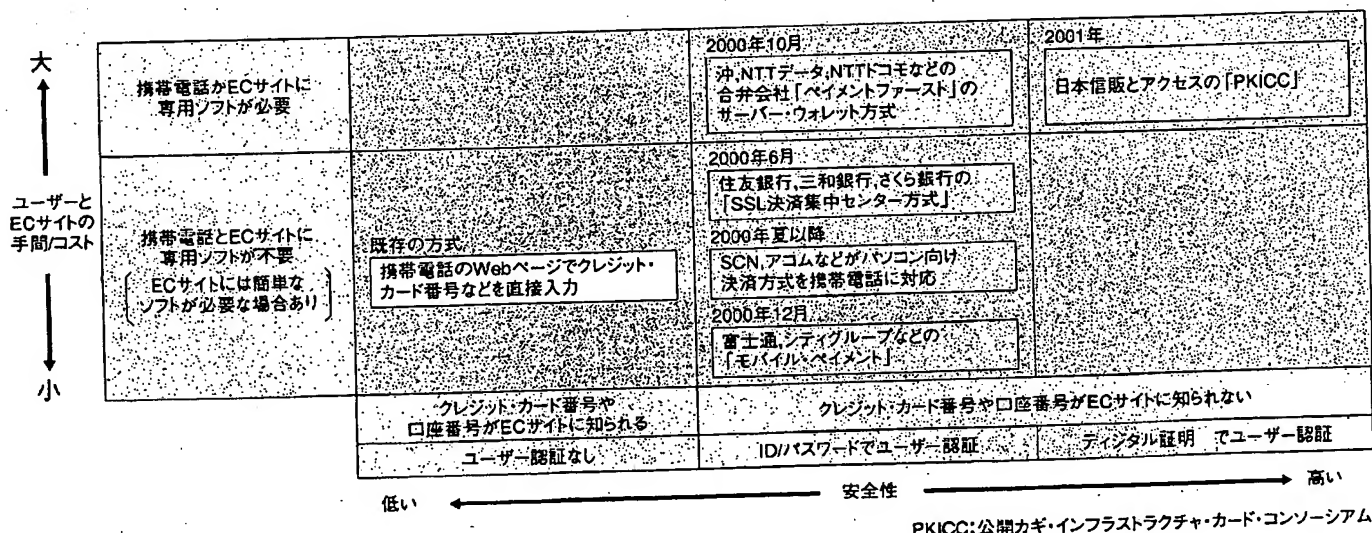 大
ユーザーと
ECサイトの
手間/コスト
小
携帯電話かECサイトに
専用ソフトが必要
2000年10月
沖,NTTデータ,NTTドコモなどの
合弁会社「ペイメントファースト」の
サーバー・ウォレット方式
2001年
日本信販とアクセスの「PKICC」
携帯電話とECサイトに
専用ソフトが不要
ECサイトには簡単な
ソフトが必要な場合あり
既存の方式
携帯電話のWebページでクレジット・
カード番号などを直接入力
2000年6月
住友銀行,三和銀行,さくら銀行の
「SSL決済集中センター方式」
2000年夏以降
SCN,アコムなどがパソコン向け
決済方式を携帯電話に対応
2000年12月
富士通,シティグループなどの
「モバイル・ペイメント」
クレジット・カード番号や
口座番号がECサイトに知られる
クレジット・カード番号や口座番号がECサイトに知られない
ユーザー認証なし
ID/パスワードでユーザー認証
ディジタル証明 でユーザー認証
低い
安全性
高い
PKICC:公開カギ・インフラストラクチャ・カード・コンソーシアム